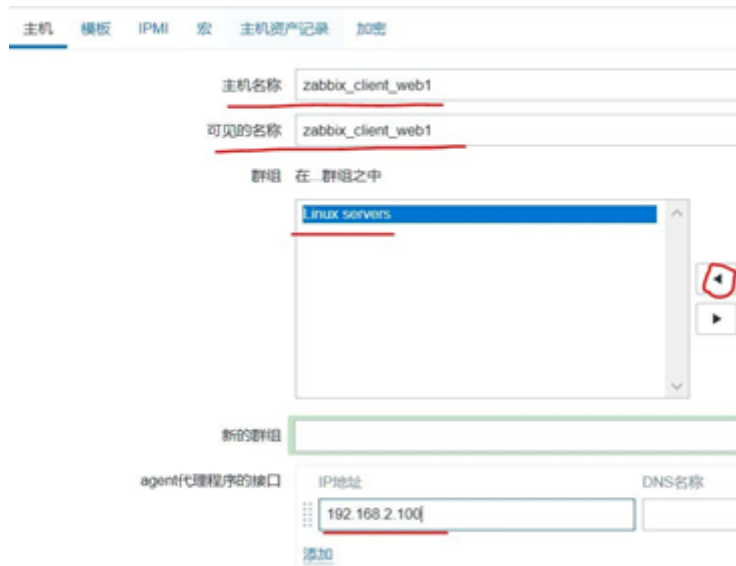 主机 模板 IPMI 宏 主机资产记录 加密
主机名称 zabbix_client_web1
可见的名称 zabbix_client_web1
群组 在...群组之中
Linux servers
新的群组
agent代理程序的接口 IP地址 DNS名称
192.168.2.100
添加